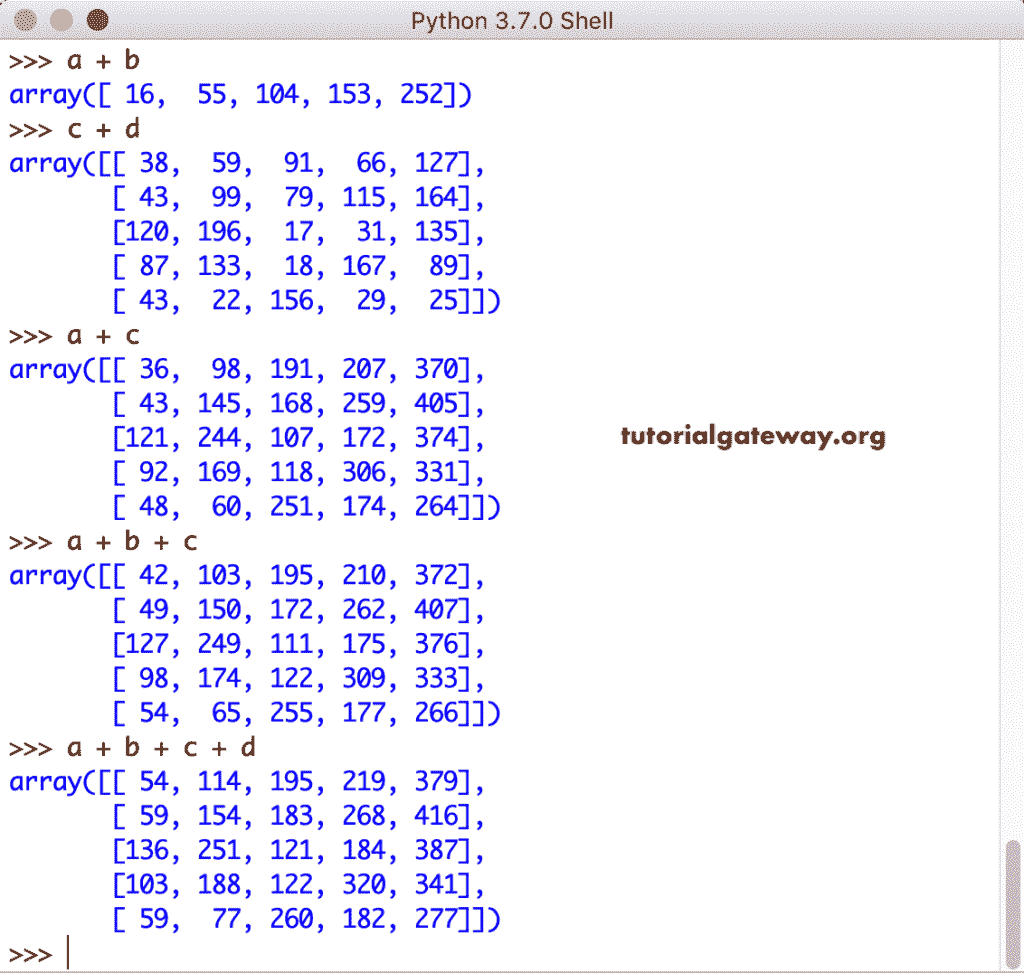 Python 3.7.0 Shell
>>> a + b
array([ 16,  55, 104, 153, 252])
>>> c + d
array([[ 38,  59,  91,  66, 127],
       [ 43,  99,  79, 115, 164],
       [120, 196,  17,  31, 135],
       [ 87, 133,  18, 167,  89],
       [ 43,  22, 156,  29,  25]])
>>> a + c
array([[ 36,  98, 191, 207, 370],
       [ 43, 145, 168, 259, 405],
       [121, 244, 107, 172, 374],
       [ 92, 169, 118, 306, 331],
       [ 48,  60, 251, 174, 264]])
tutorialgateway.org
>>> a + b + c
array([[ 42, 103, 195, 210, 372],
       [ 49, 150, 172, 262, 407],
       [127, 249, 111, 175, 376],
       [ 98, 174, 122, 309, 333],
       [ 54,  65, 255, 177, 266]])
>>> a + b + c + d
array([[ 54, 114, 195, 219, 379],
       [ 59, 154, 183, 268, 416],
       [136, 251, 121, 184, 387],
       [103, 188, 122, 320, 341],
       [ 59,  77, 260, 182, 277]])
>>>